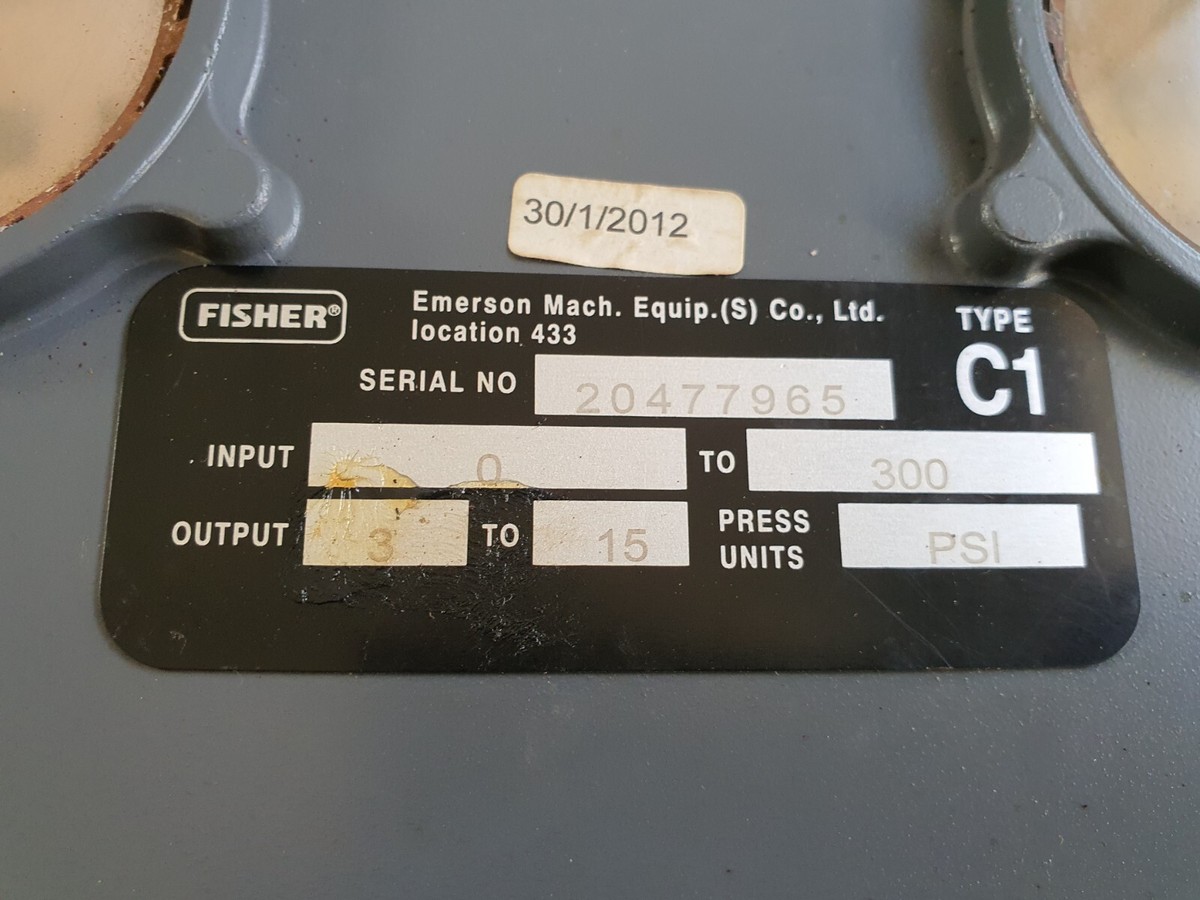 30/1/2012
FISHER®
Emerson Mach. Equip.(S) Co., Ltd.
location 433
TYPE
C1
SERIAL NO 20477965
INPUT 0 TO 300
OUTPUT 3 TO 15
PRESS UNITS PSI